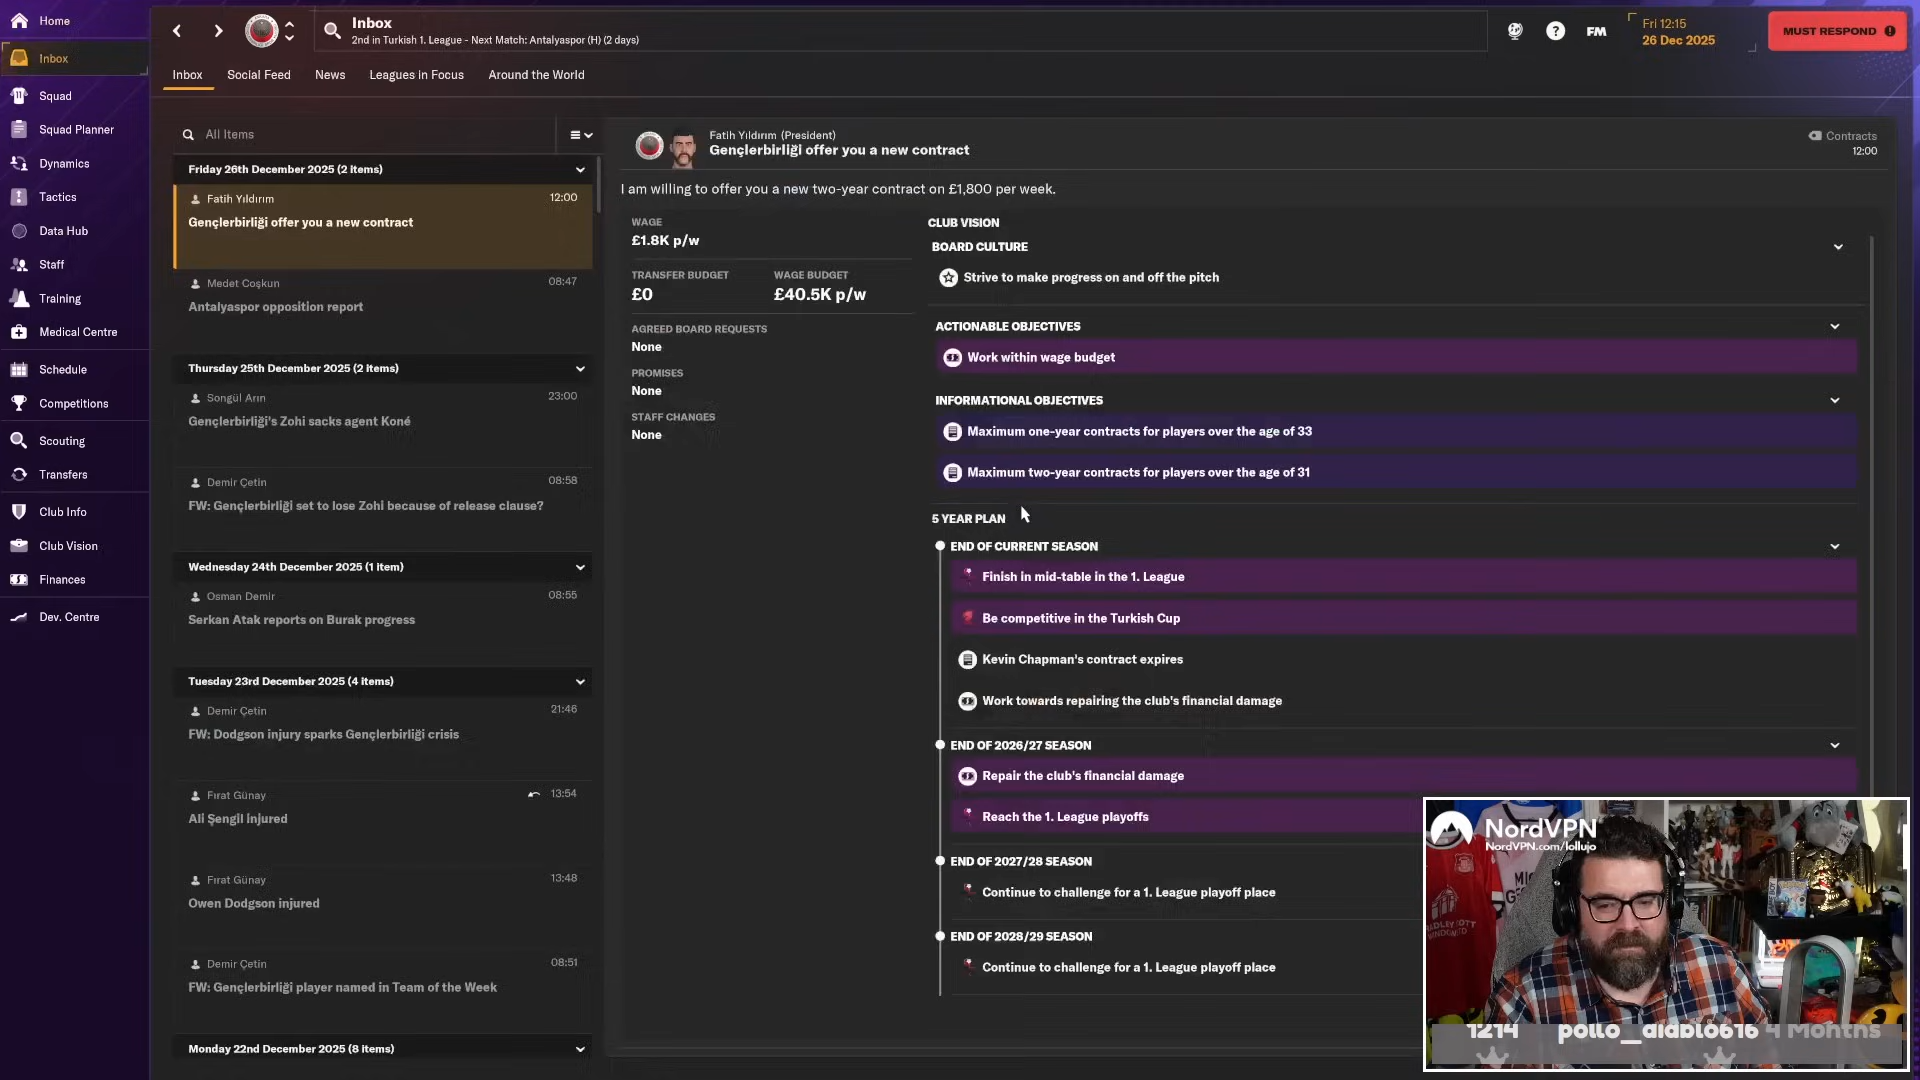 Home
Inbox
Squad
Squad Planner
Dynamics
Tactics
Data Hub
Staff
Training
Medical Centre
Schedule
Competitions
Scouting
Transfers
Club Info
Club Vision
Finances
Dev. Centre
Inbox
2nd in Turkish 1. League - Next Match: Antalyaspor (H) (2 days)
FM
Fri 12:15
26 Dec 2025
MUST RESPOND
Inbox Social Feed News Leagues in Focus Around the World
All Items
Friday 26th December 2025 (2 items)
Fatih Yıldırım 12:00
Gençlerbirliği offer you a new contract
Medet Coşkun 08:47
Antalyaspor opposition report
Thursday 25th December 2025 (2 items)
Songül Arın 23:00
Gençlerbirliği's Zohi sacks agent Koné
Demir Çetin 08:58
FW: Gençlerbirliği set to lose Zohi because of release clause?
Wednesday 24th December 2025 (1 item)
Osman Demir 08:55
Serkan Atak reports on Burak progress
Tuesday 23rd December 2025 (4 items)
Demir Çetin 21:46
FW: Dodgson injury sparks Gençlerbirliği crisis
Fırat Günay 13:54
Ali Şengil injured
Fırat Günay 13:48
Owen Dodgson injured
Demir Çetin 08:51
FW: Gençlerbirliği player named in Team of the Week
Monday 22nd December 2025 (8 items)
Fatih Yıldırım (President)
Gençlerbirliği offer you a new contract
Contracts
12:00
I am willing to offer you a new two-year contract on £1,800 per week.
WAGE
£1.8K p/w
TRANSFER BUDGET WAGE BUDGET
£0 £40.5K p/w
AGREED BOARD REQUESTS
None
PROMISES
None
STAFF CHANGES
None
CLUB VISION
BOARD CULTURE
Strive to make progress on and off the pitch
ACTIONABLE OBJECTIVES
Work within wage budget
INFORMATIONAL OBJECTIVES
Maximum one-year contracts for players over the age of 33
Maximum two-year contracts for players over the age of 31
5 YEAR PLAN
END OF CURRENT SEASON
Finish in mid-table in the 1. League
Be competitive in the Turkish Cup
Kevin Chapman's contract expires
Work towards repairing the club's financial damage
END OF 2026/27 SEASON
Repair the club's financial damage
Reach the 1. League playoffs
END OF 2027/28 SEASON
Continue to challenge for a 1. League playoff place
END OF 2028/29 SEASON
Continue to challenge for a 1. League playoff place
NordVPN
NordVPN.com/lollujo
1214 pollo__diablo616 4 Months